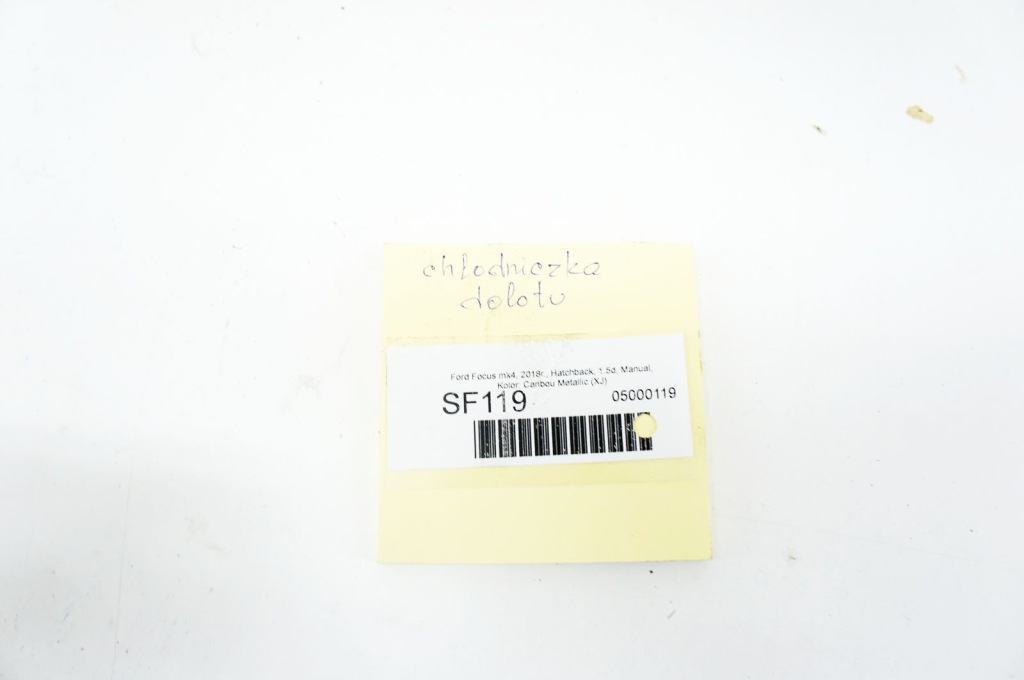 chłodniczka
dolotu
Ford Focus mk4, 2018r., Hatchback, 1.5d, Manual,
Kolor: Caribou Metallic (XJ)
SF119 05000119